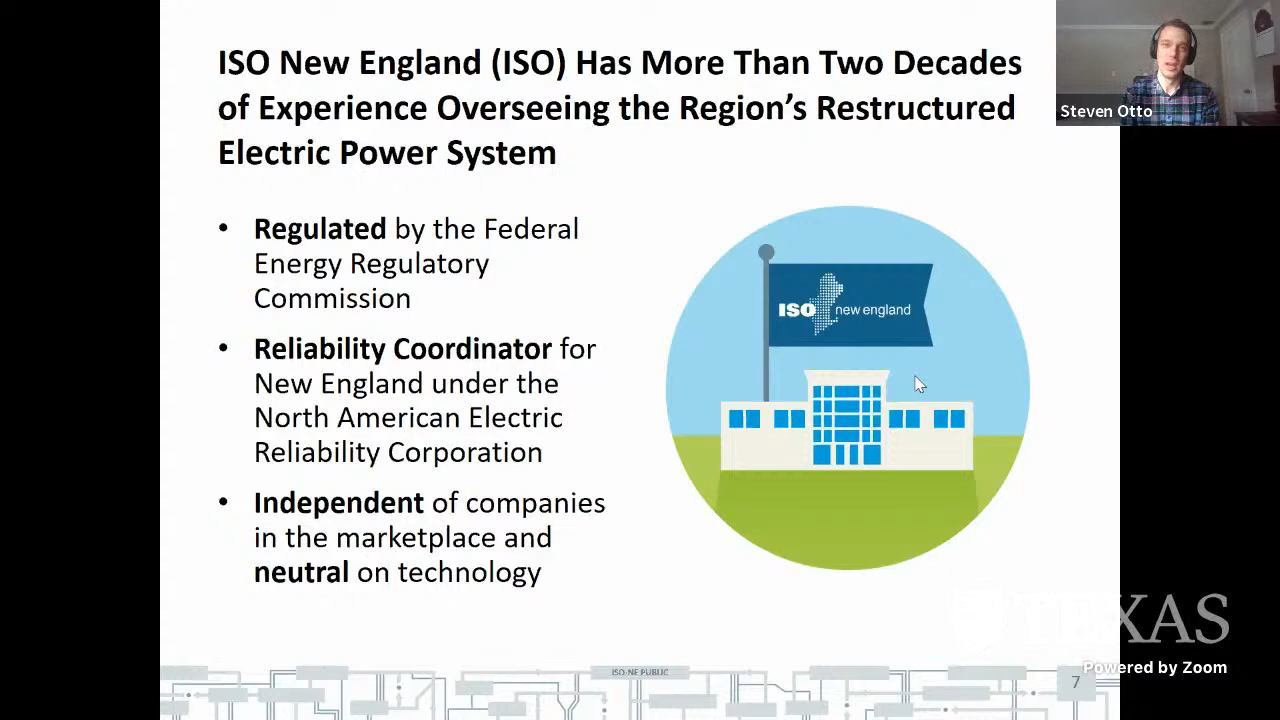 ISO New England (ISO) Has More Than Two Decades
of Experience Overseeing the Region's Restructured
Electric Power System
Steven Otto
• Regulated by the Federal
Energy Regulatory
Commission
• Reliability Coordinator for
New England under the
North American Electric
Reliability Corporation
• Independent of companies
in the marketplace and
neutral on technology
ISO new england
TEXAS
Powered by Zoom
ISO-NE PUBLIC
7